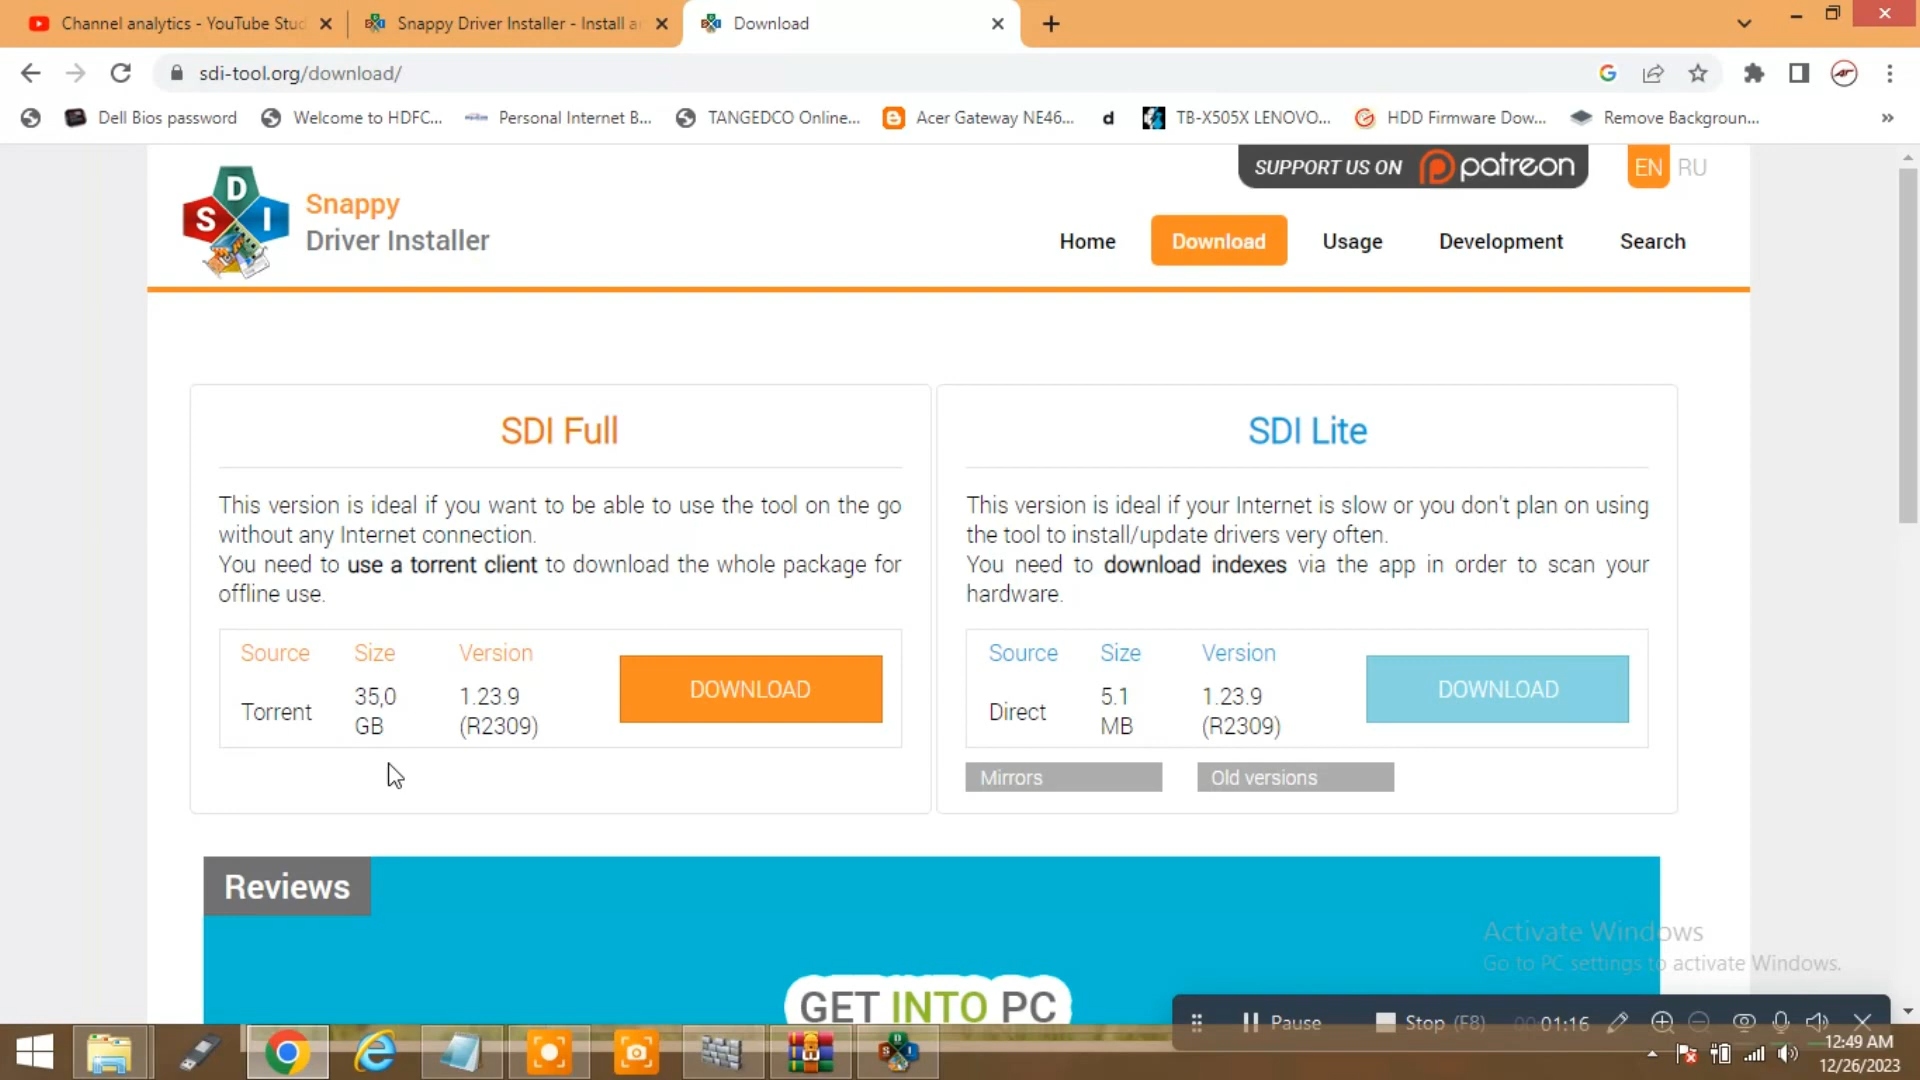 Channel analytics - YouTube Stud
Snappy Driver Installer - Install a
Download
sdi-tool.org/download/
Dell Bios password
Welcome to HDFC...
Personal Internet B...
TANGEDCO Online...
Acer Gateway NE46...
d
TB-X505X LENOVO...
HDD Firmware Dow...
Remove Backgroun...
»
SUPPORT US ON patreon
EN RU
S D I
Snappy
Driver Installer
Home
Download
Usage
Development
Search
SDI Full
This version is ideal if you want to be able to use the tool on the go
without any Internet connection.
You need to use a torrent client to download the whole package for
offline use.
Source Size Version
Torrent 35,0 GB 1.23.9 (R2309)
DOWNLOAD
SDI Lite
This version is ideal if your Internet is slow or you don't plan on using
the tool to install/update drivers very often.
You need to download indexes via the app in order to scan your
hardware.
Source Size Version
Direct 5.1 MB 1.23.9 (R2309)
DOWNLOAD
Mirrors
Old versions
Reviews
GET INTO PC
Activate Windows
Go to PC settings to activate Windows.
Pause
Stop (F8)
00:01:16
12:49 AM
12/26/2023